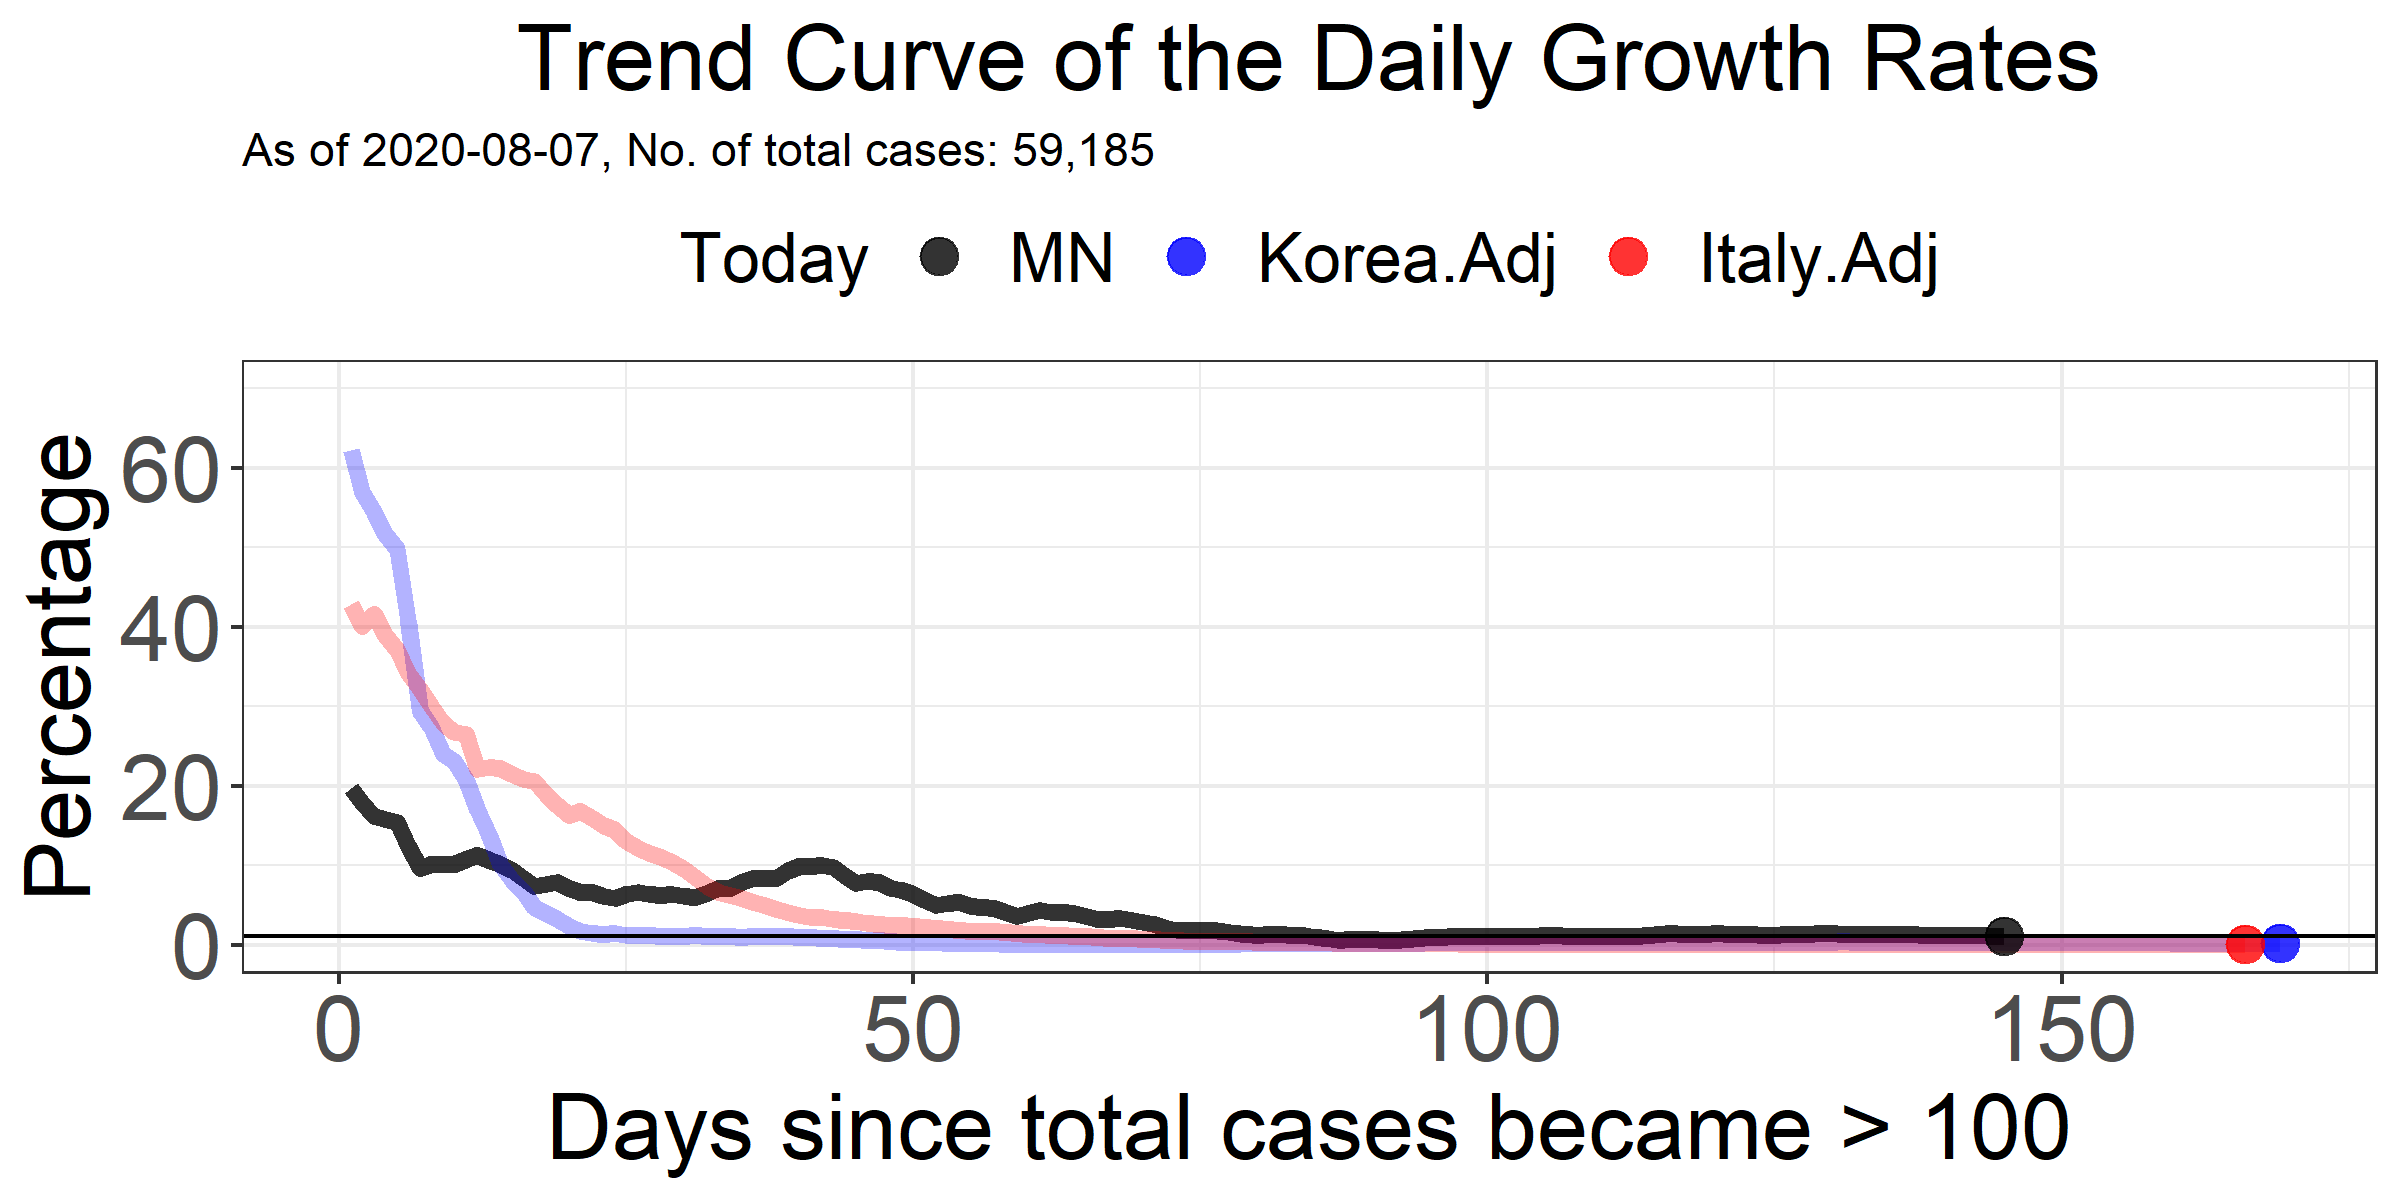 Trend Curve of the Daily Growth Rates
As of 2020-08-07, No. of total cases: 59,185
Today MN Korea.Adj Italy.Adj
Percentage
60
40
20
0
0 50 100 150
Days since total cases became > 100